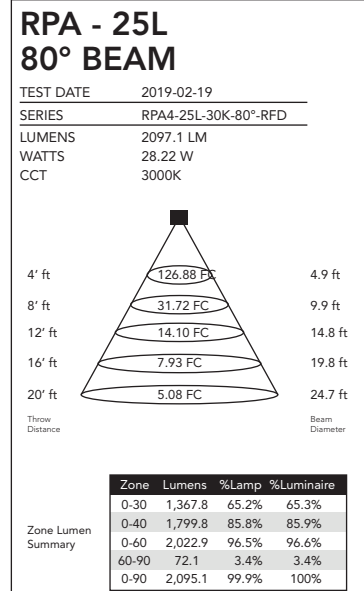 RPA - 25L
80° BEAM
TEST DATE 2019-02-19
SERIES RPA4-25L-30K-80°-RFD
LUMENS 2097.1 LM
WATTS 28.22 W
CCT 3000K
4' ft 126.88 FC 4.9 ft
8' ft 31.72 FC 9.9 ft
12' ft 14.10 FC 14.8 ft
16' ft 7.93 FC 19.8 ft
20' ft 5.08 FC 24.7 ft
Throw Beam
Distance Diameter
Zone Lumens %Lamp %Luminaire
0-30 1,367.8 65.2% 65.3%
0-40 1,799.8 85.8% 85.9%
Zone Lumen
Summary
0-60 2,022.9 96.5% 96.6%
60-90 72.1 3.4% 3.4%
0-90 2,095.1 99.9% 100%